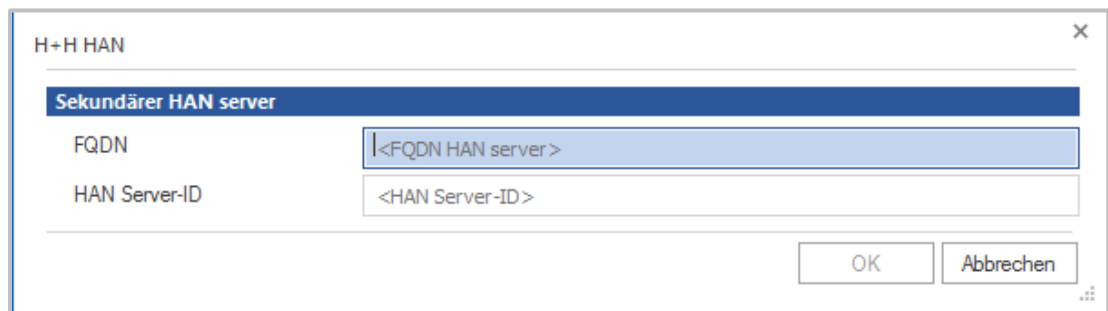 H+H HAN
Sekundärer HAN server
FQDN <FQDN HAN server>
HAN Server-ID <HAN Server-ID>
OK Abbrechen